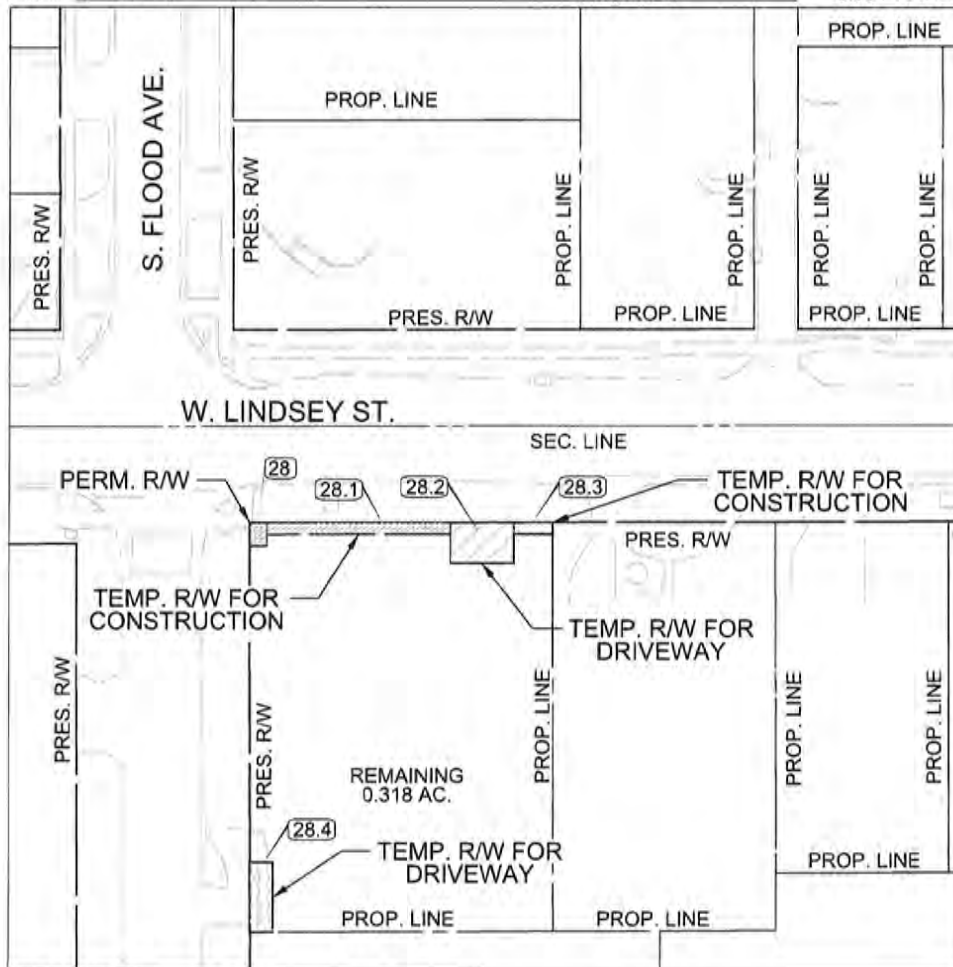 PROP. LINE
PROP. LINE
S. FLOOD AVE.
PRES. R/W
PRES. R/W
PROP. LINE
PROP. LINE
PROP. LINE
PROP. LINE
PRES. R/W
PROP. LINE
PROP. LINE
W. LINDSEY ST.
SEC. LINE
PERM. R/W
28
28.1
28.2
28.3
TEMP. R/W FOR
CONSTRUCTION
PRES. R/W
TEMP. R/W FOR
CONSTRUCTION
TEMP. R/W FOR
DRIVEWAY
PRES. R/W
PRES. R/W
PROP. LINE
PROP. LINE
PROP. LINE
REMAINING
0.318 AC.
28.4
TEMP. R/W FOR
DRIVEWAY
PROP. LINE
PROP. LINE
PROP. LINE